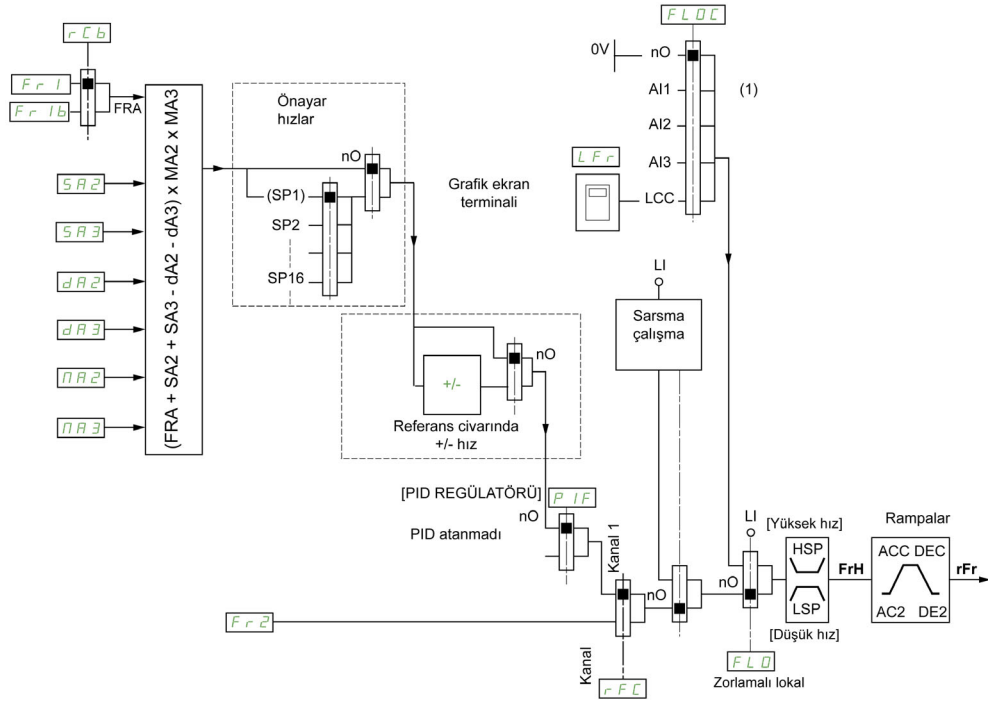 rCb
FLOC
Fr1
Fr1b
FRA
0V
nO
AI1
(1)
AI2
AI3
LFr
LCC
Önayar
hızlar
nO
(SP1)
SP2
SP16
Grafik ekran
terminali
SA2
SA3
dA2
dA3
MA2
MA3
(FRA + SA2 + SA3 - dA2 - dA3) x MA2 x MA3
LI
Sarsma
çalışma
nO
+/-
Referans civarında
+/- hız
[PID REGÜLATÖRÜ]
PIF
nO
PID atanmadı
Kanal 1
LI
[Yüksek hız]
Rampalar
HSP
LSP
FrH
ACC DEC
AC2 DE2
rFr
nO
nO
[Düşük hız]
Fr2
Kanal
rFC
FLO
Zorlamalı lokal